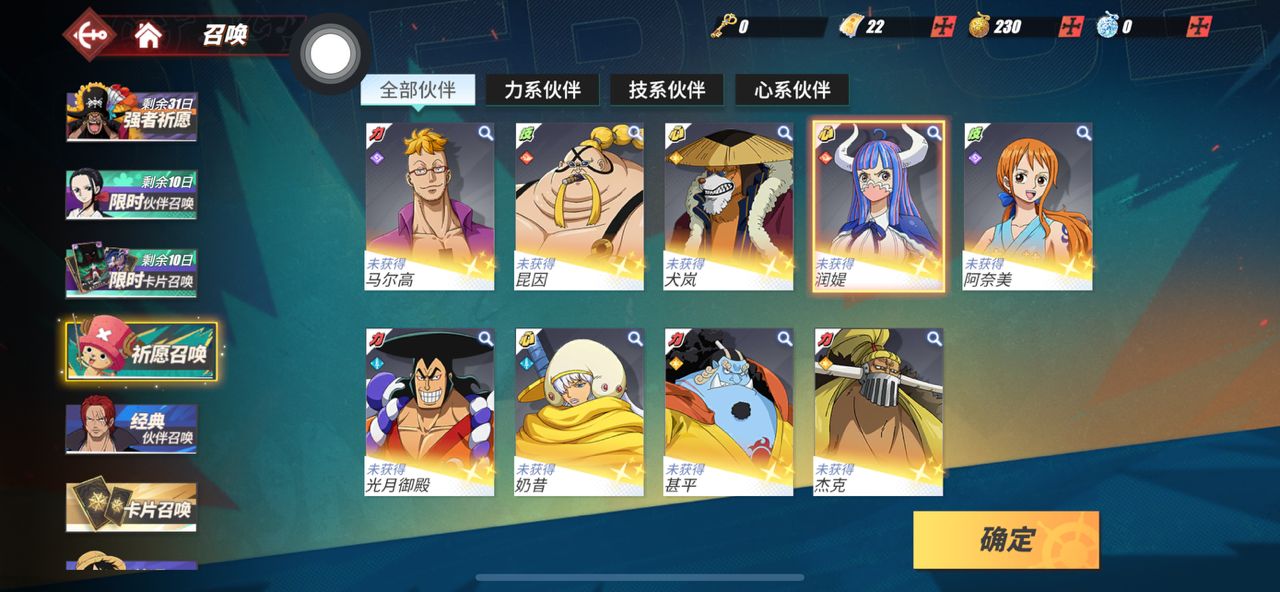 召唤
0
22
230
0
全部伙伴
力系伙伴
技系伙伴
心系伙伴
剩余31日
强者祈愿
剩余10日
限时伙伴召唤
剩余10日
限时卡片召唤
祈愿召唤
经典
伙伴召唤
卡片召唤
力
未获得
马尔高
技
未获得
昆因
心
未获得
犬岚
心
未获得
润媞
技
未获得
阿奈美
力
未获得
光月御殿
心
未获得
奶昔
力
未获得
甚平
力
未获得
杰克
确定